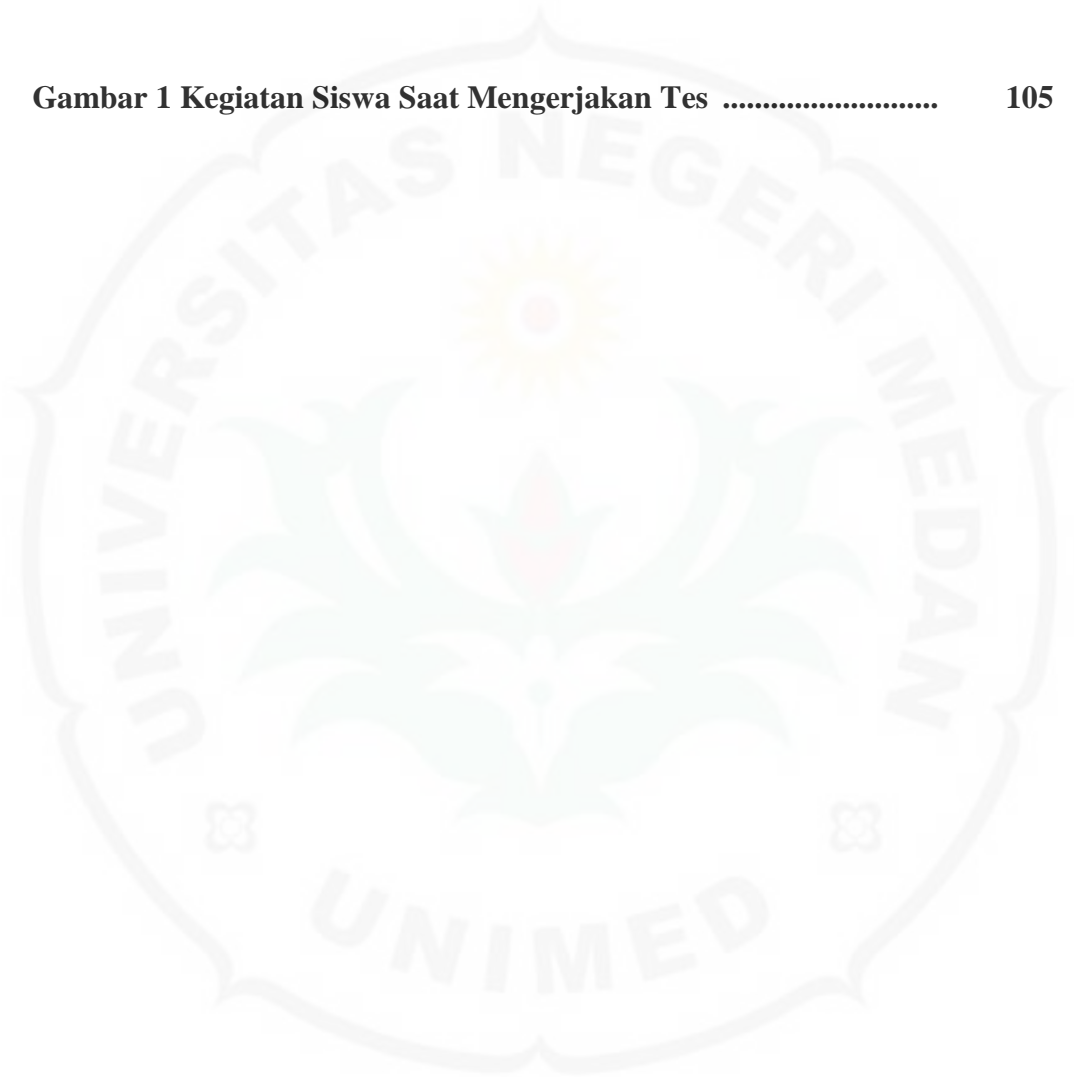 Gambar 1 Kegiatan Siswa Saat Mengerjakan Tes ........................... 105
UNIVERSITAS NEGERI MEDAN
UNIMED